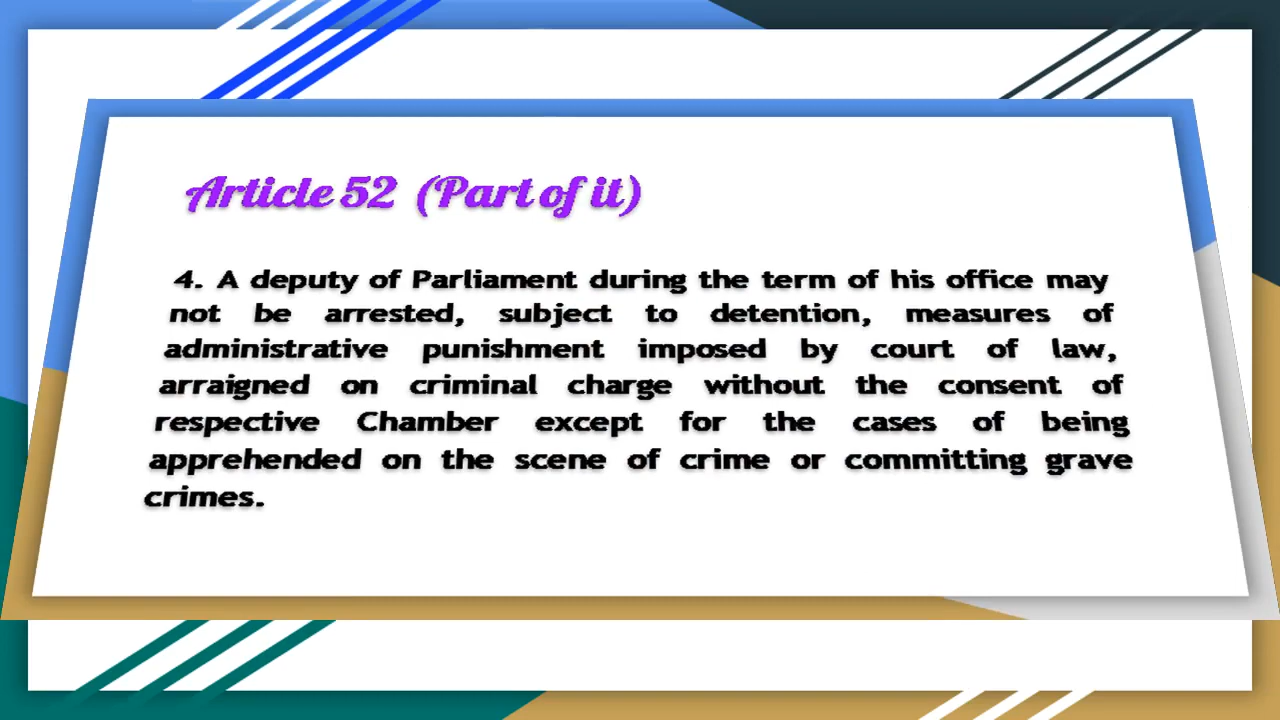 Article 52 (Part of it)
4. A deputy of Parliament during the term of his office may
not be arrested, subject to detention, measures of
administrative punishment imposed by court of law,
arraigned on criminal charge without the consent of
respective Chamber except for the cases of being
apprehended on the scene of crime or committing grave
crimes.